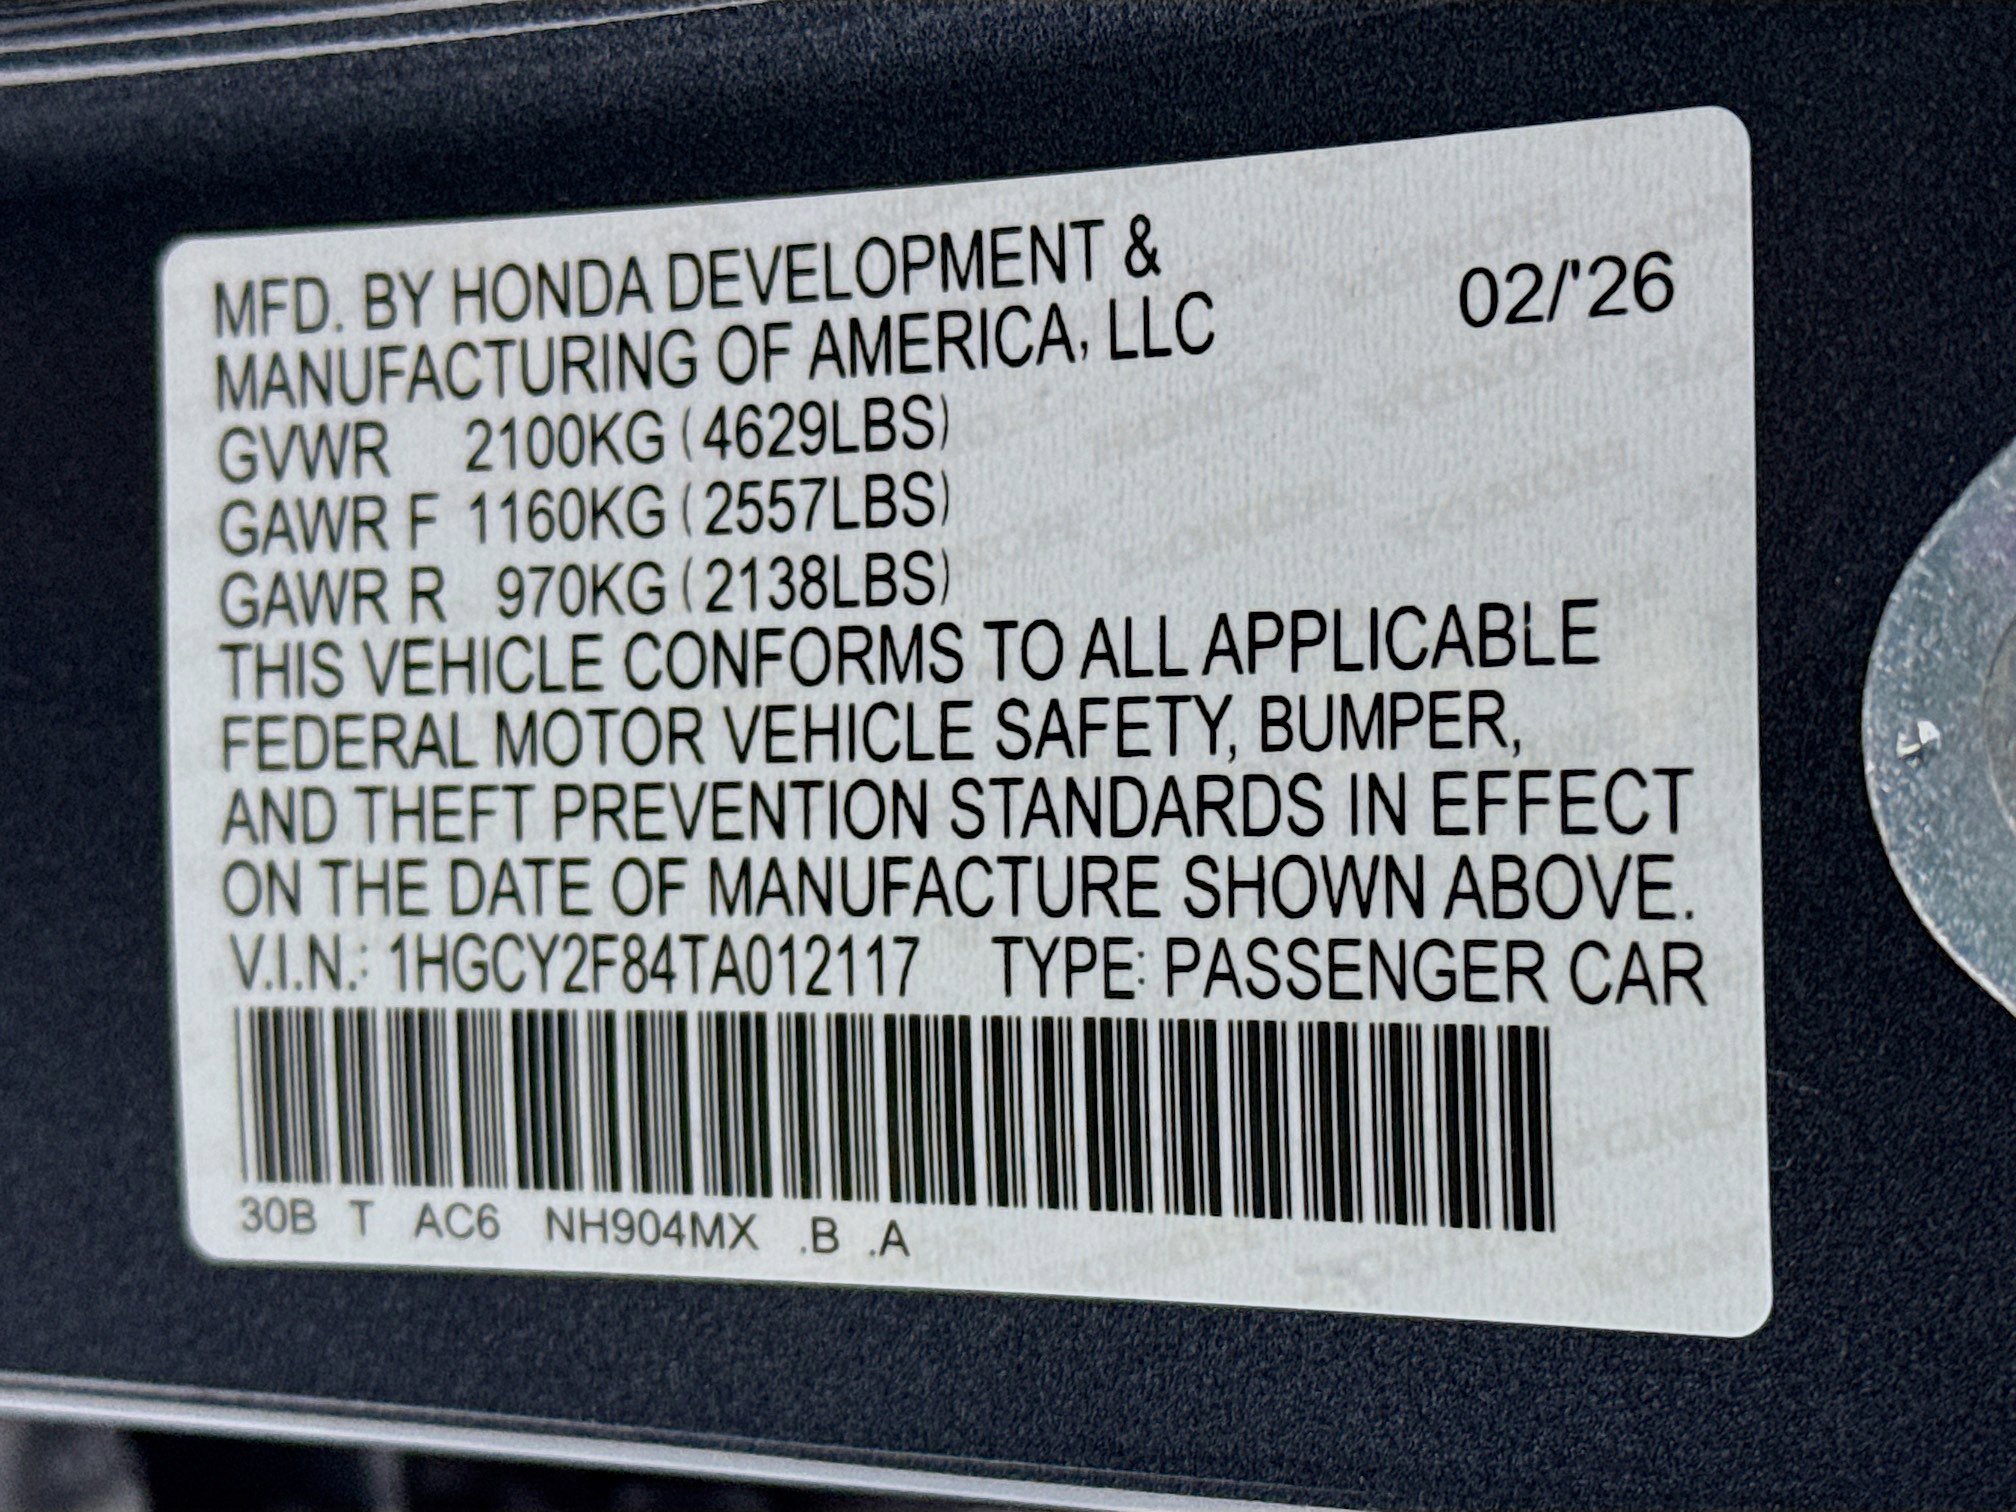 MFD. BY HONDA DEVELOPMENT &
MANUFACTURING OF AMERICA, LLC
02/'26
GVWR 2100KG (4629LBS)
GAWR F 1160KG (2557LBS)
GAWR R 970KG (2138LBS)
THIS VEHICLE CONFORMS TO ALL APPLICABLE
FEDERAL MOTOR VEHICLE SAFETY, BUMPER,
AND THEFT PREVENTION STANDARDS IN EFFECT
ON THE DATE OF MANUFACTURE SHOWN ABOVE.
V.I.N.: 1HGCY2F84TA012117 TYPE: PASSENGER CAR
30B T AC6 NH904MX .B .A